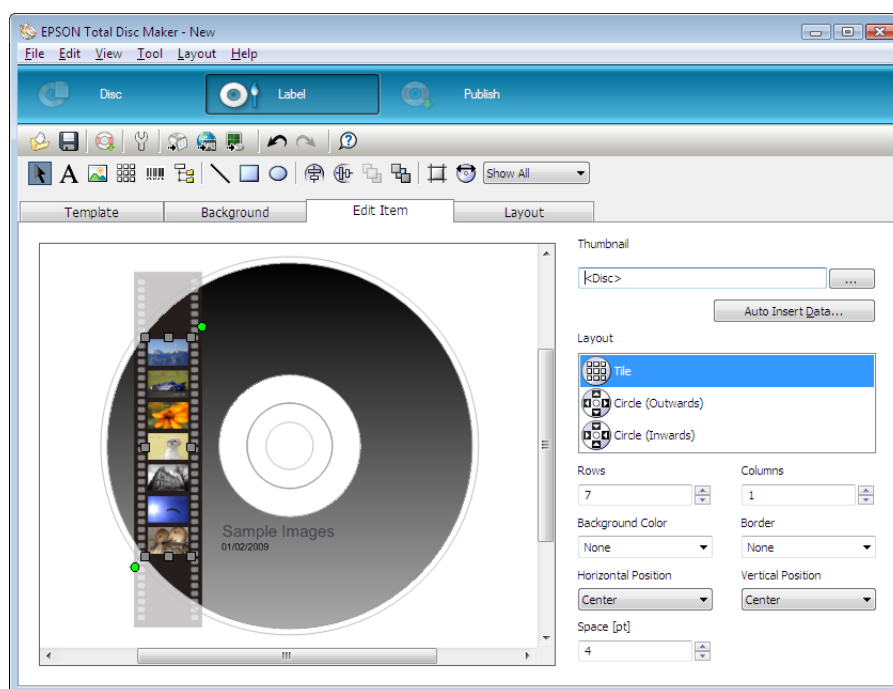 EPSON Total Disc Maker - New
File Edit View Tool Layout Help
Disc Label Publish
A Show All
Template Background Edit Item Layout
Thumbnail
<Disc>
...
Auto Insert Data...
Layout
Tile
Circle (Outwards)
Circle (Inwards)
Rows Columns
7 1
Background Color Border
None None
Horizontal Position Vertical Position
Center Center
Space [pt]
4
Sample Images
01/02/2009